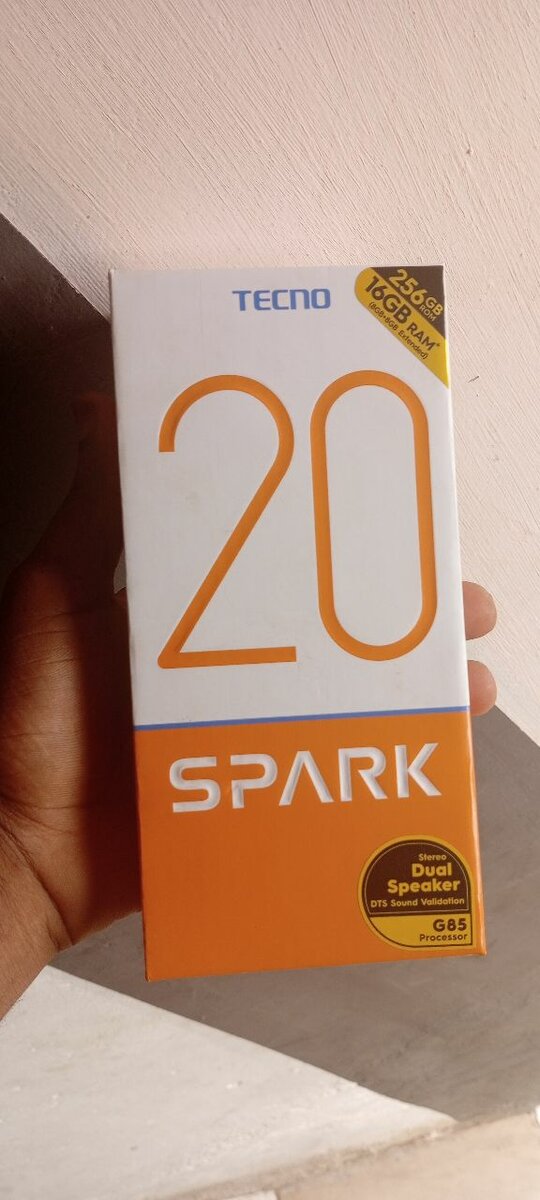 TECNO
256GB ROM
16GB RAM*
(8GB+8GB Extended)
20
SPARK
Stereo
Dual
Speaker
DTS Sound Validation
G85
Processor